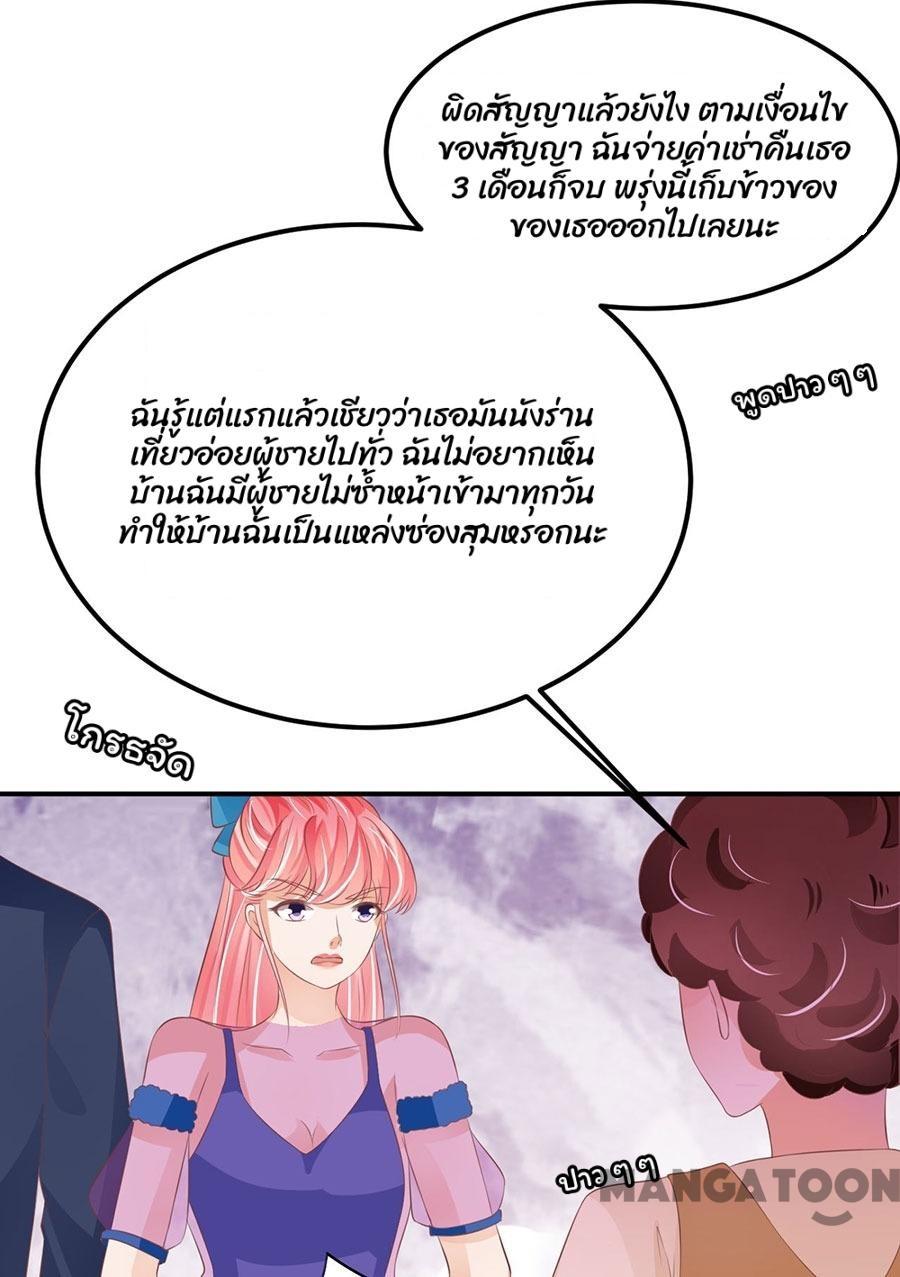 ผิดสัญญาแล้วยังไง ตามเงื่อนไข
ของสัญญา ฉันจ่ายค่าเช่าคืนเธอ
3 เดือนก็จบ พรุ่งนี้เก็บข้าวของ
ของเธอออกไปเลยนะ
พูดปาว ๆ ๆ
ฉันรู้แต่แรกแล้วเชียวว่าเธอมันนังร่าน
เที่ยวอ่อยผู้ชายไปทั่ว ฉันไม่อยากเห็น
บ้านฉันมีผู้ชายไม่ซ้ำหน้าเข้ามาทุกวัน
ทำให้บ้านฉันเป็นแหล่งซ่องสุมหรอกนะ
โกรธจัด
ปาว ๆ ๆ
MANGATOON